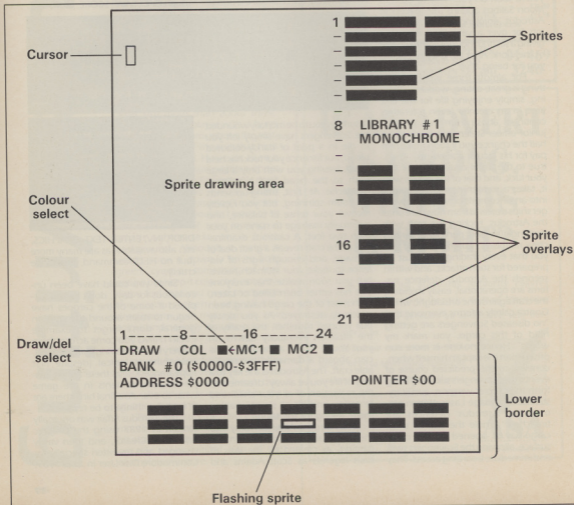 1
Sprites
Cursor
8 LIBRARY #1
MONOCHROME
Sprite drawing area
Colour
select
16
Sprite
overlays
21
1-----8-----16-----24
Draw/del
select
DRAW COL ■←MC1 ■ MC2 ■
BANK #0 ($0000-$3FFF)
ADDRESS $0000 POINTER $00
Lower
border
Flashing sprite